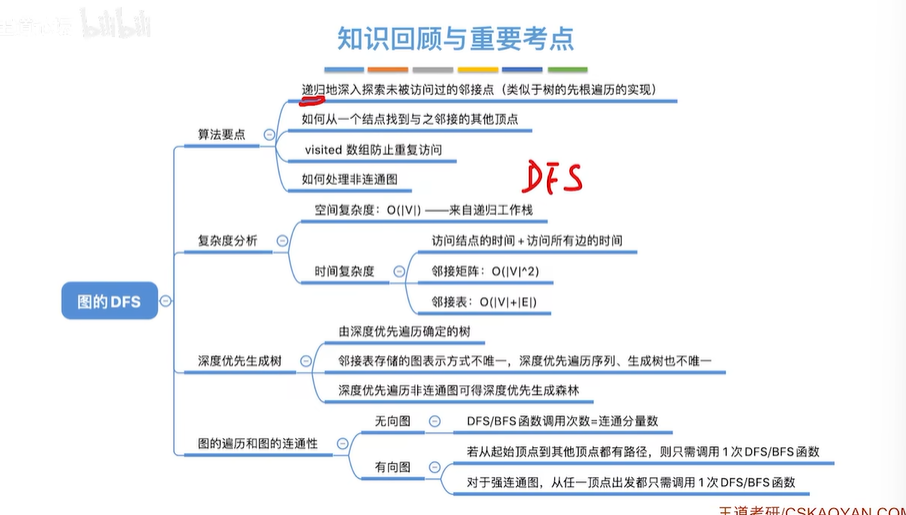 bilibili
知识回顾与重要考点
递归地深入探索未被访问过的邻接点（类似于树的先根遍历的实现）
如何从一个结点找到与之邻接的其他顶点
算法要点
visited 数组防止重复访问
如何处理非连通图
DFS
空间复杂度：O(|V|) ——来自递归工作栈
复杂度分析
访问结点的时间 + 访问所有边的时间
时间复杂度
邻接矩阵：O(|V|^2)
邻接表：O(|V|+|E|)
图的 DFS
由深度优先遍历确定的树
深度优先生成树
邻接表存储的图表示方式不唯一，深度优先遍历序列、生成树也不唯一
深度优先遍历非连通图可得深度优先生成森林
无向图
DFS/BFS 函数调用次数=连通分量数
图的遍历和图的连通性
若从起始顶点到其他顶点都有路径，则只需调用 1 次 DFS/BFS 函数
有向图
对于强连通图，从任一顶点出发都只需调用 1 次 DFS/BFS 函数
王道考研/CSKAOYAN.COM